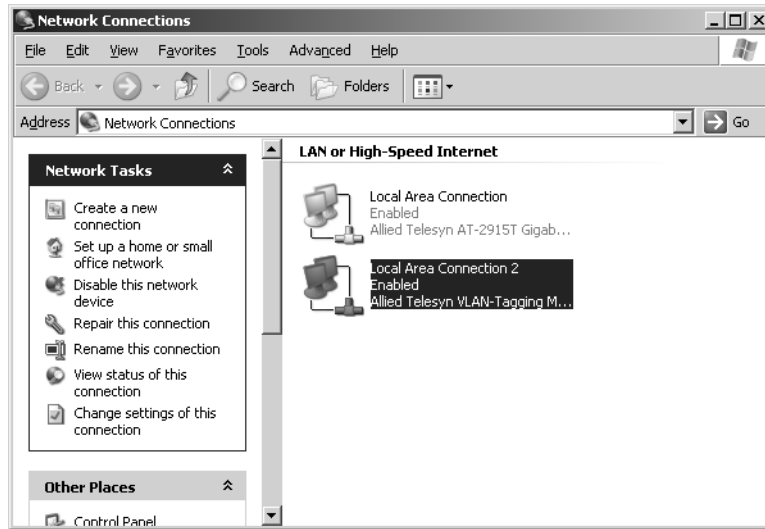 Network Connections
File Edit View Favorites Tools Advanced Help
Back Search Folders
Address Network Connections Go
Network Tasks
Create a new
connection
Set up a home or small
office network
Disable this network
device
Repair this connection
Rename this connection
View status of this
connection
Change settings of this
connection
Other Places
Control Panel
LAN or High-Speed Internet
Local Area Connection
Enabled
Allied Telesyn AT-2915T Gigab...
Local Area Connection 2
Enabled
Allied Telesyn VLAN-Tagging M...